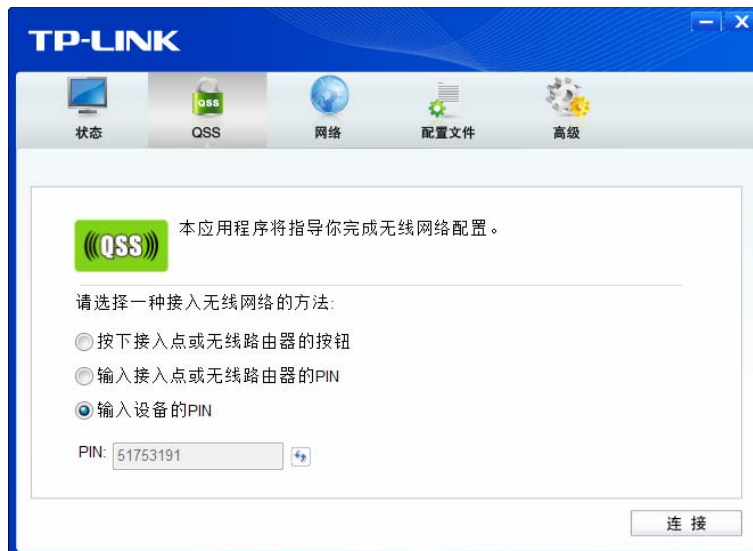 TP-LINK
QSS
状态
QSS
网络
配置文件
高级
QSS
本应用程序将指导你完成无线网络配置。
请选择一种接入无线网络的方法:
按下接入点或无线路由器的按钮
输入接入点或无线路由器的PIN
输入设备的PIN
PIN: 51753191
连接